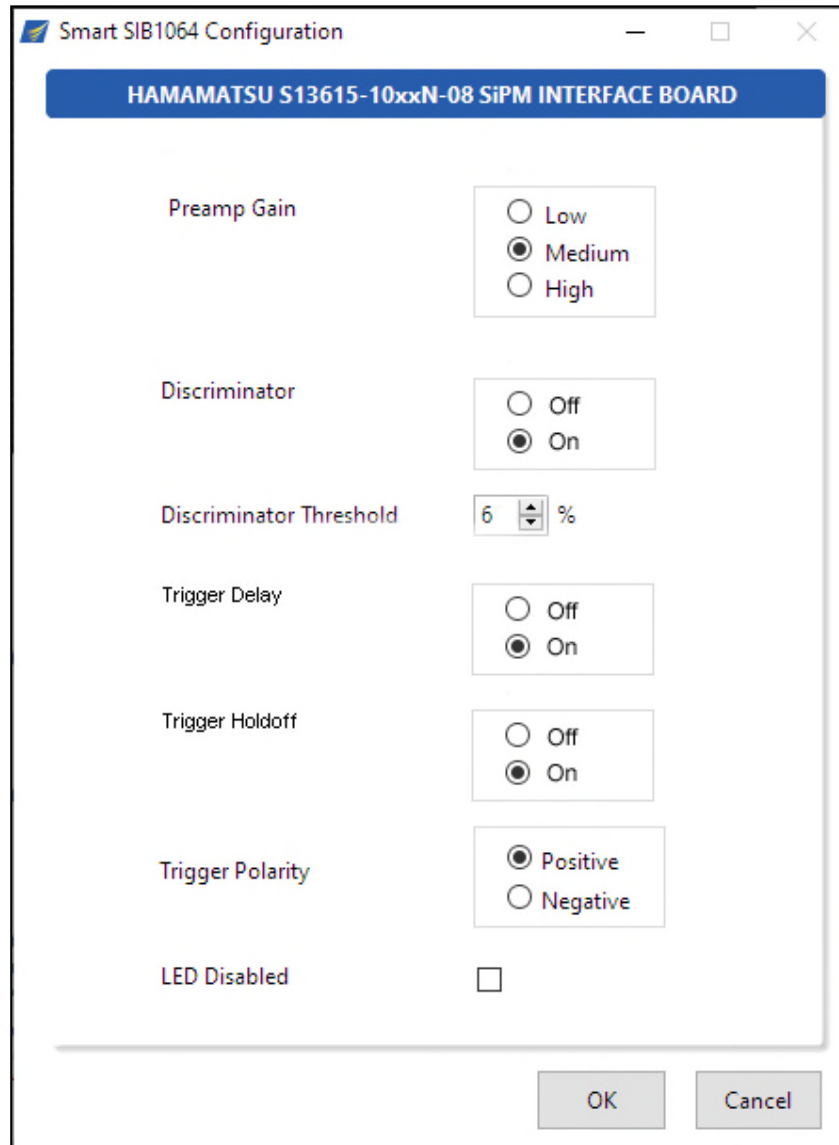 Smart SIB1064 Configuration
HAMAMATSU S13615-10xxN-08 SiPM INTERFACE BOARD
Preamp Gain
Low
Medium
High
Discriminator
Off
On
Discriminator Threshold 6 %
Trigger Delay
Off
On
Trigger Holdoff
Off
On
Trigger Polarity
Positive
Negative
LED Disabled
OK Cancel